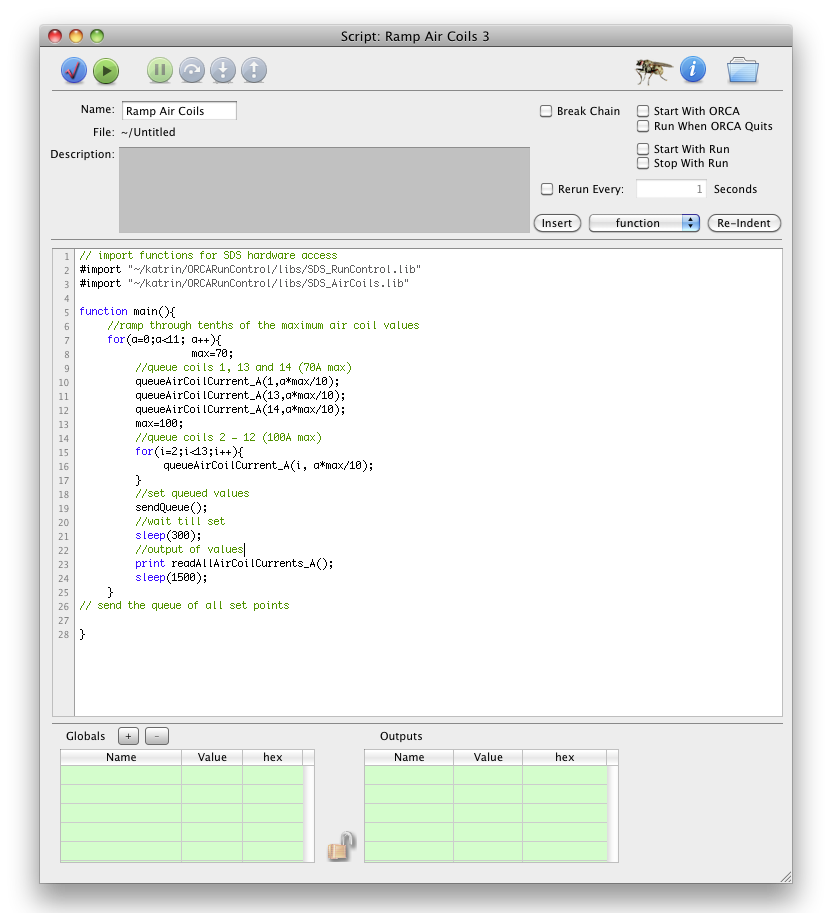 Script: Ramp Air Coils 3
Name: Ramp Air Coils
File: ~/Untitled
Description:
Break Chain
Start With ORCA
Run When ORCA Quits
Start With Run
Stop With Run
Rerun Every: 1 Seconds
Insert function Re-Indent
1 // import functions for SDS hardware access
2 #import "~/katrin/ORCARunControl/libs/SDS_RunControl.lib"
3 #import "~/katrin/ORCARunControl/libs/SDS_AirCoils.lib"
4
5 function main(){
6 //ramp through tenths of the maximum air coil values
7 for(a=0;a<11; a++){
8 max=70;
9 //queue coils 1, 13 and 14 (70A max)
10 queueAirCoilCurrent_A(1,a*max/10);
11 queueAirCoilCurrent_A(13,a*max/10);
12 queueAirCoilCurrent_A(14,a*max/10);
13 max=100;
14 //queue coils 2 – 12 (100A max)
15 for(i=2;i<13;i++){
16 queueAirCoilCurrent_A(i, a*max/10);
17 }
18 //set queued values
19 sendQueue();
20 //wait till set
21 sleep(300);
22 //output of values
23 print readAllAirCoilCurrents_A();
24 sleep(1500);
25 }
26 // send the queue of all set points
27
28 }
Globals + -
Name Value hex
Outputs
Name Value hex